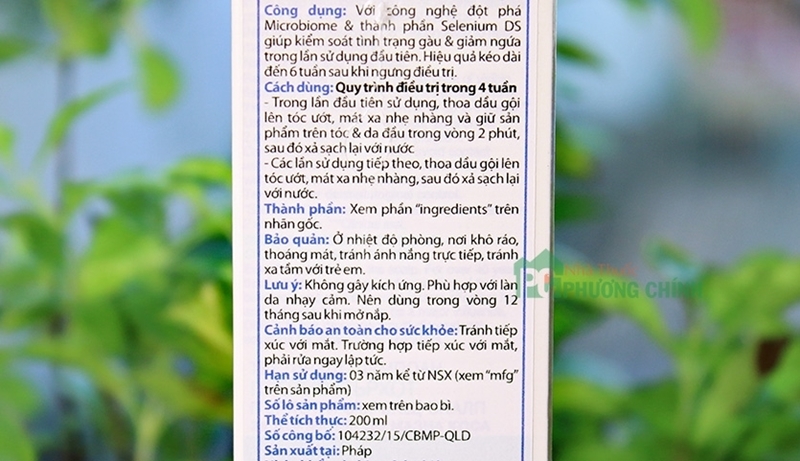 Công dụng: Với công nghệ đột phá
Microbiome & thành phần Selenium DS
giúp kiểm soát tình trạng gàu & giảm ngứa
trong lần sử dụng đầu tiên. Hiệu quả kéo dài
đến 6 tuần sau khi ngưng điều trị.
Cách dùng: Quy trình điều trị trong 4 tuần
- Trong lần đầu tiên sử dụng, thoa dầu gội
lên tóc ướt, mát xa nhẹ nhàng và giữ sản
phẩm trên tóc & da đầu trong vòng 2 phút,
sau đó xả sạch lại với nước
- Các lần sử dụng tiếp theo, thoa dầu gội lên
tóc ướt, mát xa nhẹ nhàng, sau đó xả sạch lại
với nước.
Thành phần: Xem phần "ingredients" trên
nhãn gốc.
Bảo quản: Ở nhiệt độ phòng, nơi khô ráo,
thoáng mát, tránh ánh nắng trực tiếp, tránh
xa tầm với trẻ em.
Lưu ý: Không gây kích ứng. Phù hợp với làn
da nhạy cảm. Nên dùng trong vòng 12
tháng sau khi mở nắp.
Cảnh báo an toàn cho sức khỏe: Tránh tiếp
xúc với mắt. Trường hợp tiếp xúc với mắt,
phải rửa ngay lập tức.
Hạn sử dụng: 03 năm kể từ NSX (xem "mfg"
trên sản phẩm)
Số lô sản phẩm: xem trên bao bì.
Thể tích thực: 200 ml
Số công bố: 104232/15/CBMP-QLD
Sản xuất tại: Pháp
PC
PHƯƠNG CHÍNH